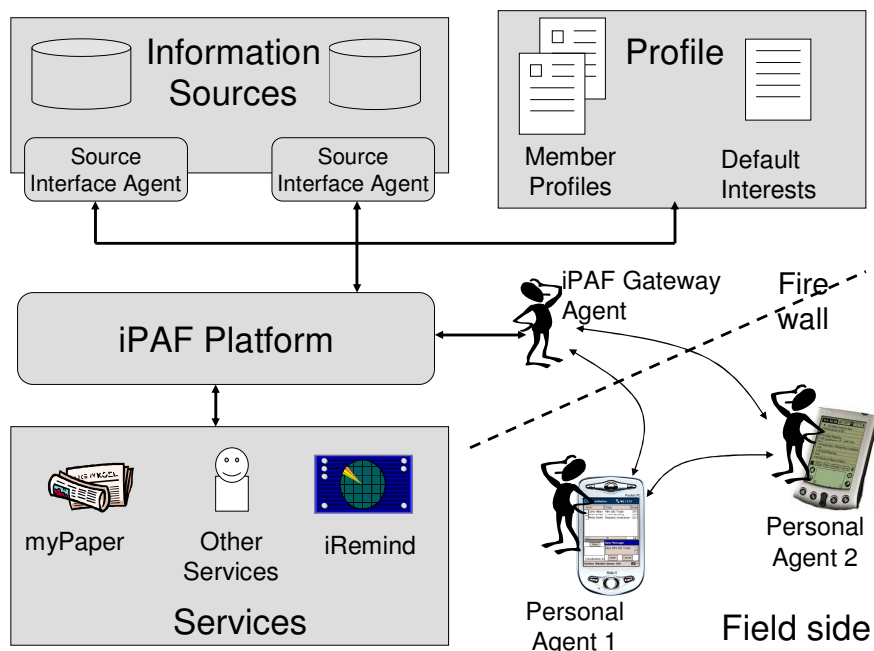 Information
Sources
Source
Interface Agent
Source
Interface Agent
Profile
Member
Profiles
Default
Interests
iPAF Platform
iPAF Gateway
Agent
Fire
wall
myPaper
Other
Services
iRemind
Services
Personal
Agent 1
Personal
Agent 2
Field side